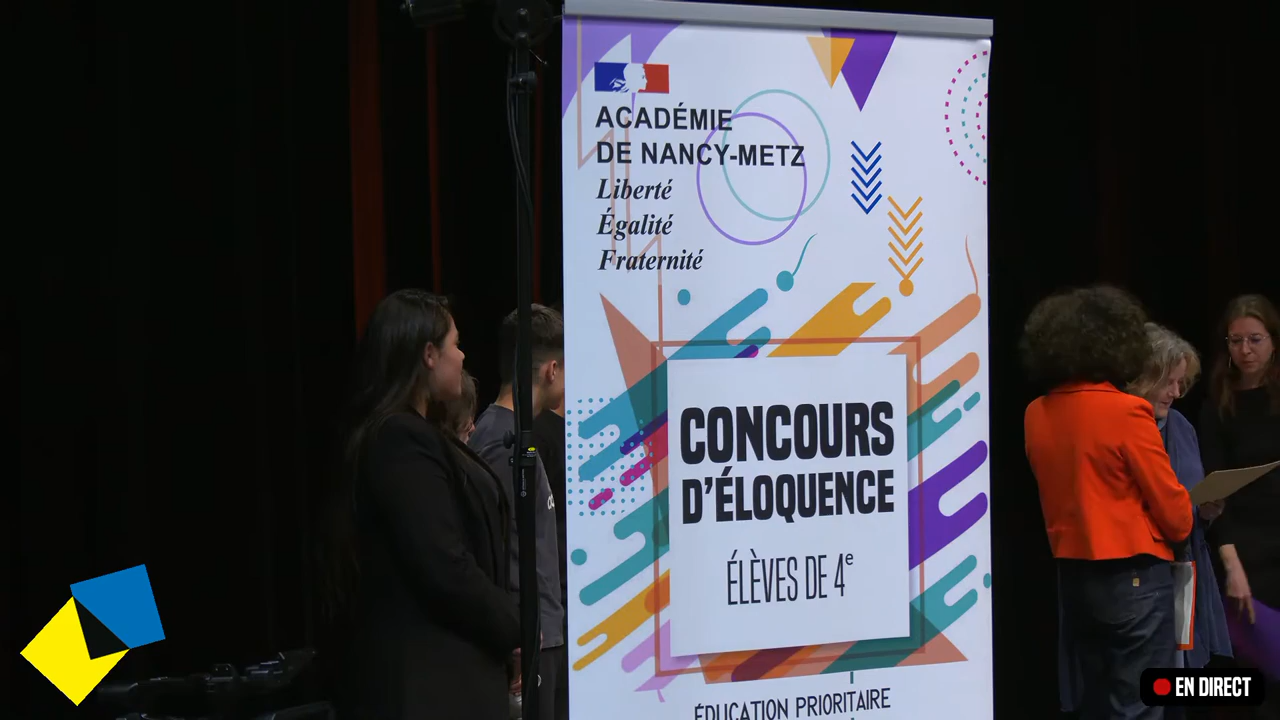 ACADÉMIE
DE NANCY-METZ
Liberté
Égalité
Fraternité
CONCOURS
D'ÉLOQUENCE
ÉLÈVES DE 4e
ÉDUCATION PRIORITAIRE
EN DIRECT